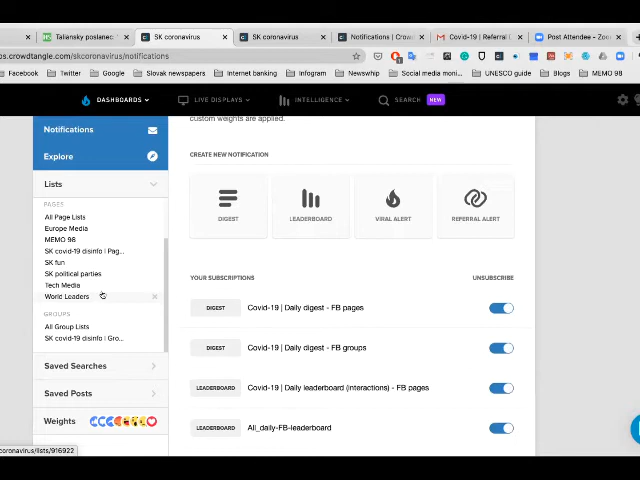 Taliansky poslanec:
SK coronavirus
SK coronavirus
Notifications | Crowd
Covid-19 | Referral
Post Attendee - Zoo
ps.crowdtangle.com/skcoronavirus/notifications
Facebook
Twitter
Google
Slovak newspapers
Internet banking
Infogram
Newswhip
Social media moni...
UNESCO guide
Blogs
MEMO 98
DASHBOARDS
LIVE DISPLAYS
INTELLIGENCE
SEARCH
NEW
Notifications
Explore
Lists
PAGES
All Page Lists
Europe Media
MEMO 98
SK covid-19 disinfo | Pag...
SK fun
SK political parties
Tech Media
World Leaders
GROUPS
All Group Lists
SK covid-19 disinfo | Gro...
Saved Searches
Saved Posts
Weights
custom weights are applied.
CREATE NEW NOTIFICATION
DIGEST
LEADERBOARD
VIRAL ALERT
REFERRAL ALERT
YOUR SUBSCRIPTIONS
UNSUBSCRIBE
DIGEST
Covid-19 | Daily digest - FB pages
DIGEST
Covid-19 | Daily digest - FB groups
LEADERBOARD
Covid-19 | Daily leaderboard (interactions) - FB pages
LEADERBOARD
All_daily-FB-leaderboard
coronavirus/lists/916922